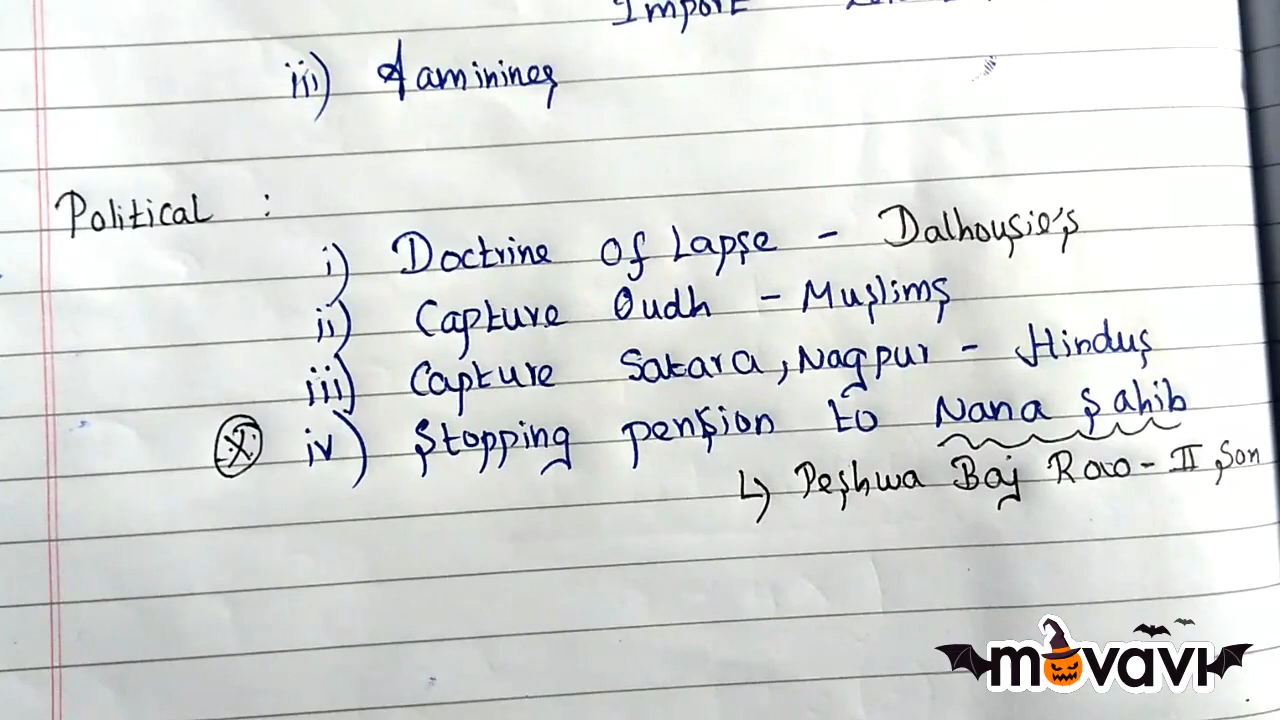 Import
iii) faminines
Political :
i) Doctrine of Lapse - Dalhousie's
ii) Capture Oudh - Muslims
iii) Capture Satara, Nagpur - Hindus
iv) Stopping pension to Nana Sahib
↳ Peshwa Baj Rao - II son
movavi